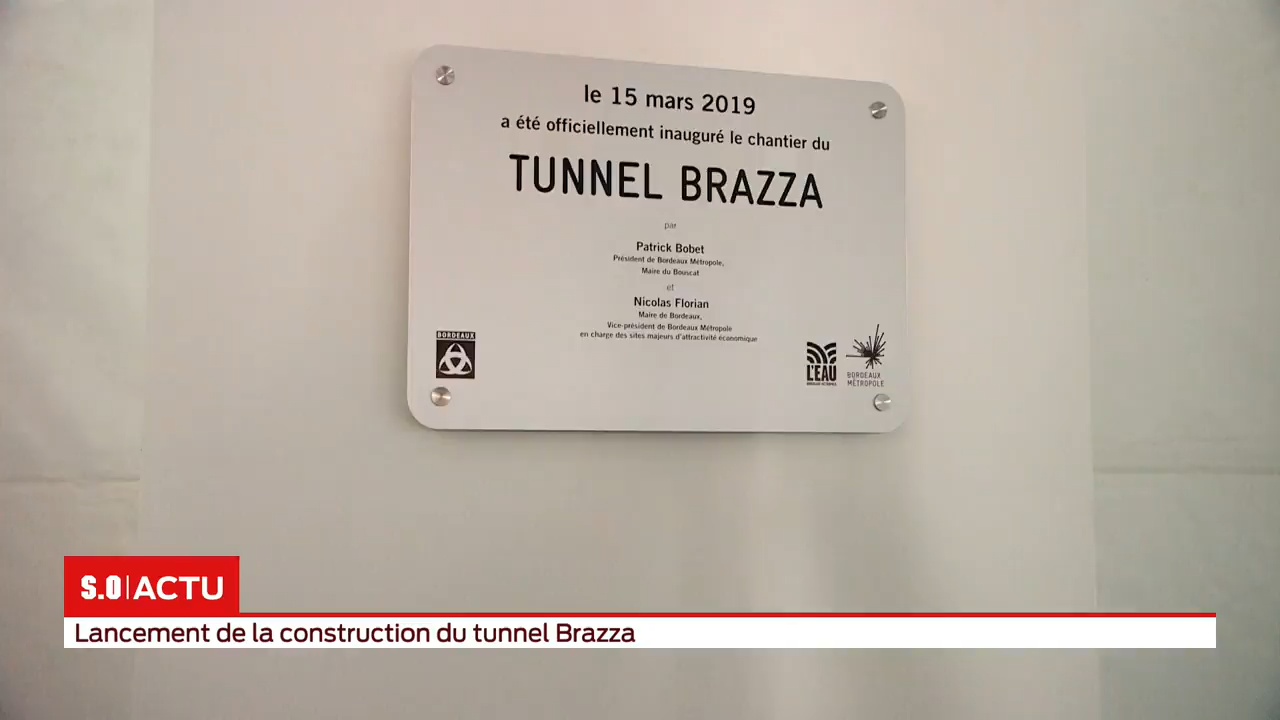 le 15 mars 2019
a été officiellement inauguré le chantier du
TUNNEL BRAZZA
par
Patrick Bobet
Président de Bordeaux Métropole,
Maire du Bouscat
et
Nicolas Florian
Maire de Bordeaux,
Vice-président de Bordeaux Métropole
en charge des sites majeurs d'attractivité économique
BORDEAUX
L'EAU
BORDEAUX MÉTROPOLE
BORDEAUX
MÉTROPOLE
S.O ACTU
Lancement de la construction du tunnel Brazza